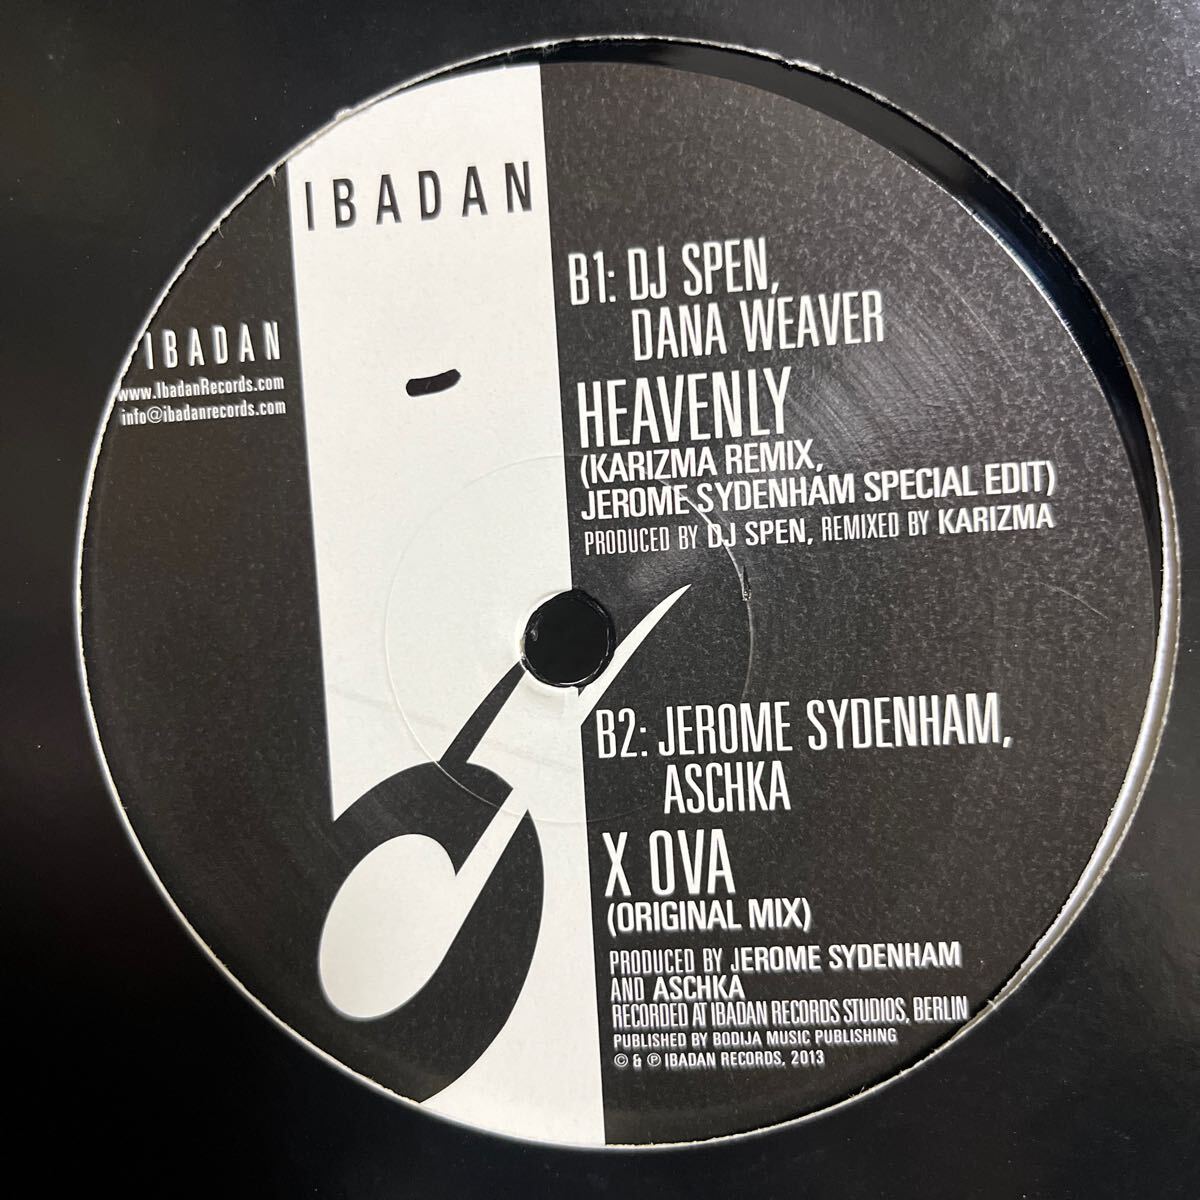 IBADAN
IBADAN
www.IbadanRecords.com
info@ibadanrecords.com
B1: DJ SPEN,
DANA WEAVER
HEAVENLY
(KARIZMA REMIX,
JEROME SYDENHAM SPECIAL EDIT)
PRODUCED BY DJ SPEN, REMIXED BY KARIZMA
B2: JEROME SYDENHAM,
ASCHKA
X OVA
(ORIGINAL MIX)
PRODUCED BY JEROME SYDENHAM
AND ASCHKA
RECORDED AT IBADAN RECORDS STUDIOS, BERLIN
PUBLISHED BY BODIJA MUSIC PUBLISHING
© & ℗ IBADAN RECORDS, 2013